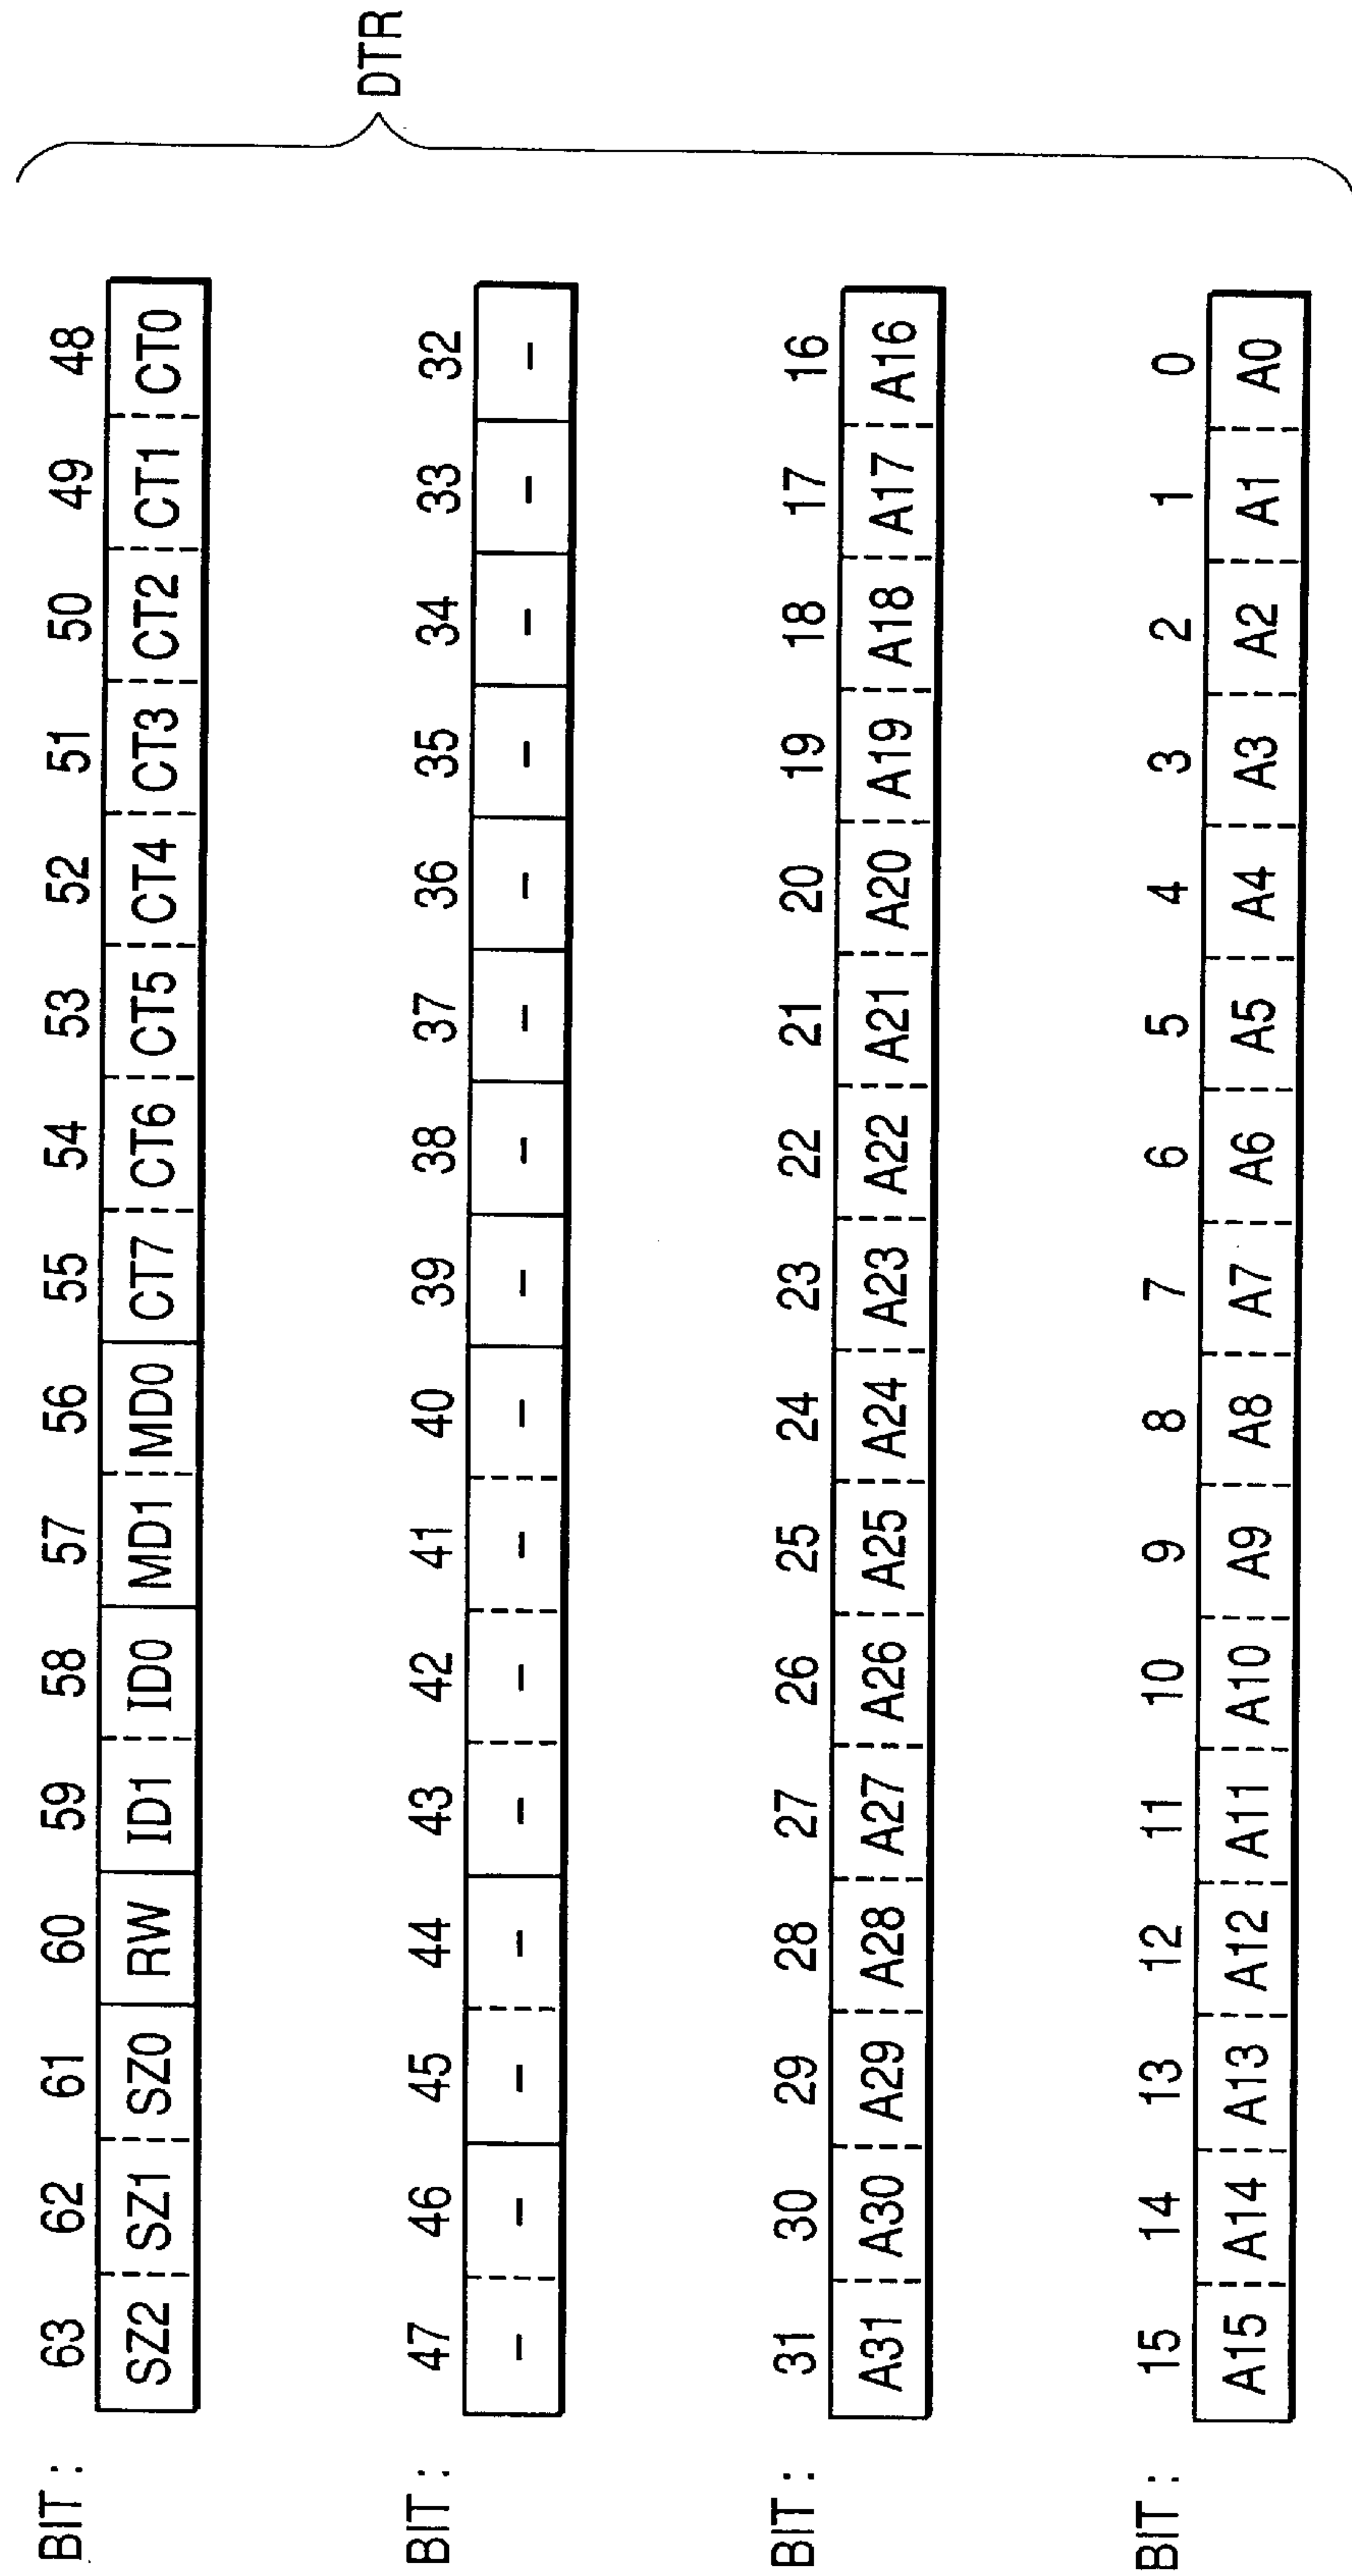 BIT : 63 62 61 60 59 58 57 56 55 54 53 52 51 50 49 48
SZ2 SZ1 SZ0 RW ID1 ID0 MD1 MD0 CT7 CT6 CT5 CT4 CT3 CT2 CT1 CT0
BIT : 47 46 45 44 43 42 41 40 39 38 37 36 35 34 33 32
– – – – – – – – – – – – – – – –
BIT : 31 30 29 28 27 26 25 24 23 22 21 20 19 18 17 16
A31 A30 A29 A28 A27 A26 A25 A24 A23 A22 A21 A20 A19 A18 A17 A16
BIT : 15 14 13 12 11 10 9 8 7 6 5 4 3 2 1 0
A15 A14 A13 A12 A11 A10 A9 A8 A7 A6 A5 A4 A3 A2 A1 A0
DTR